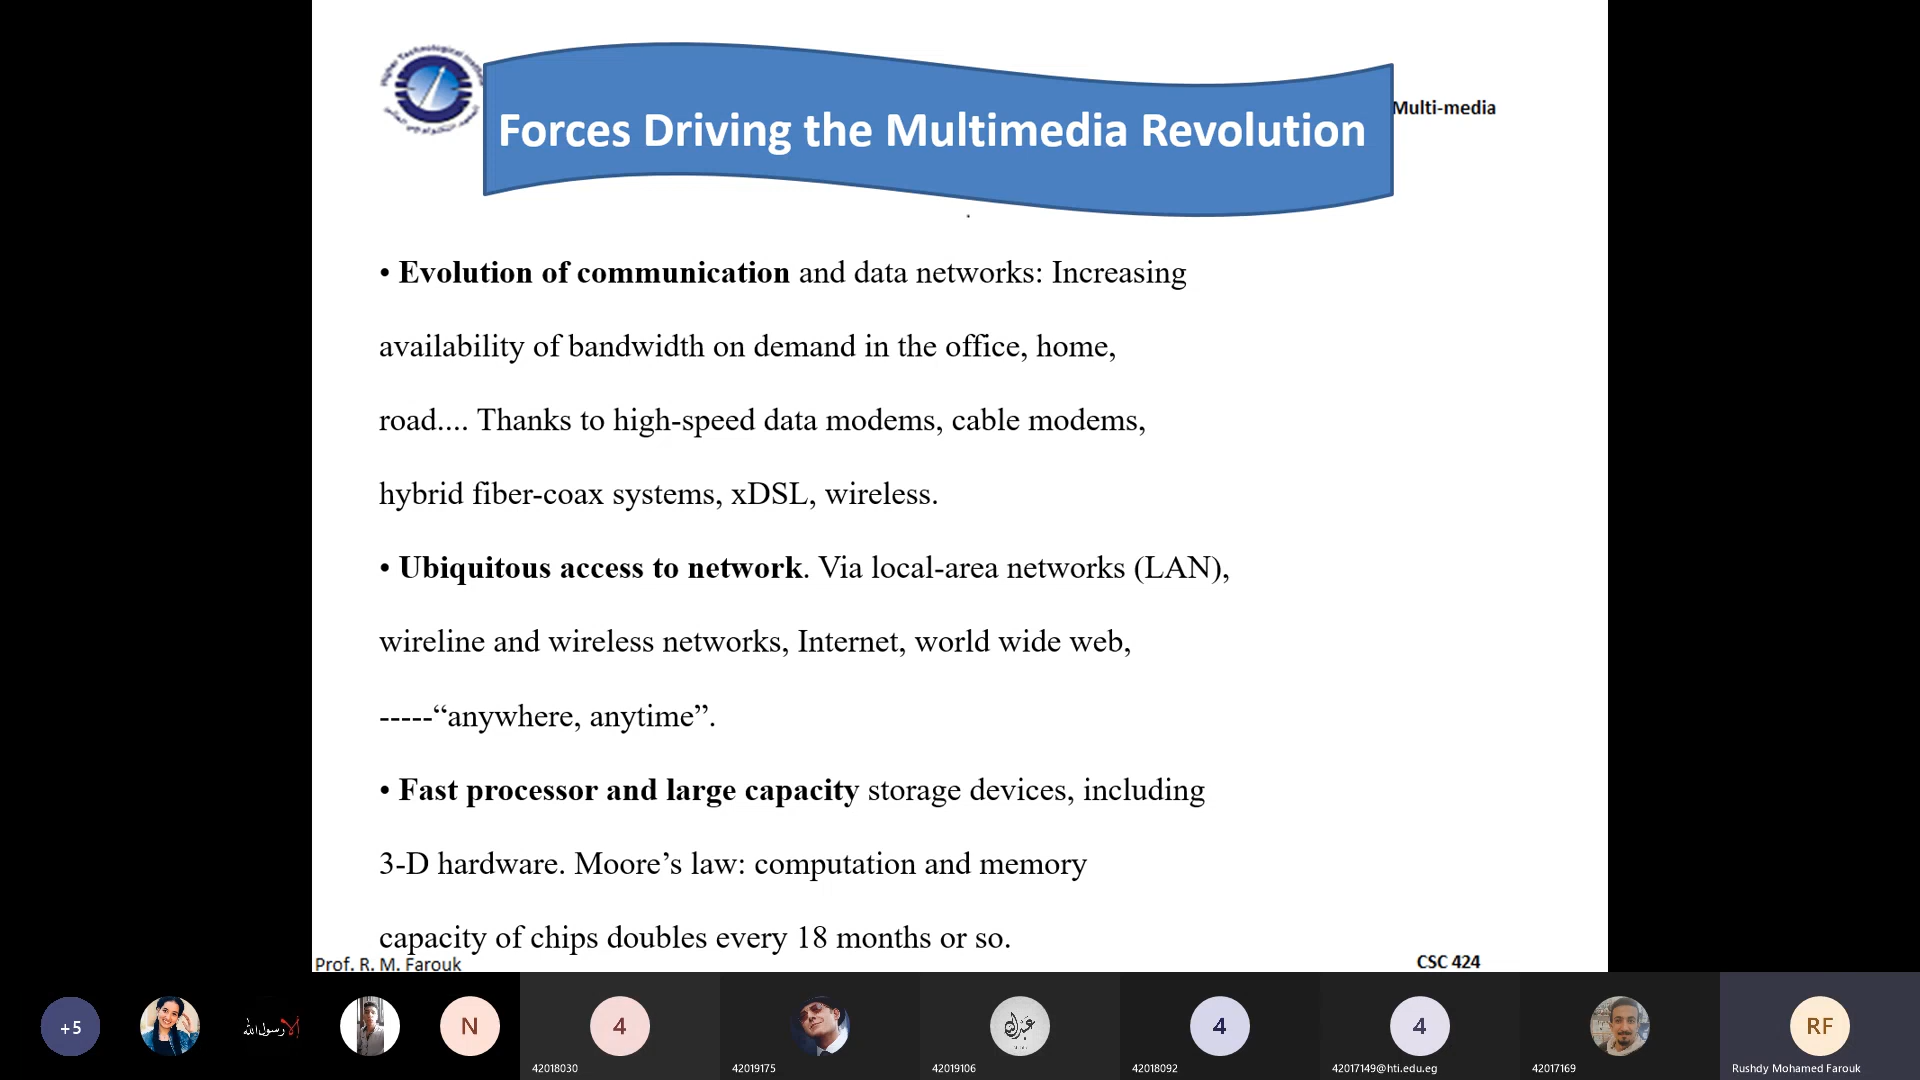 Higher Technological Institute
Forces Driving the Multimedia Revolution
Multi-media
• Evolution of communication and data networks: Increasing
availability of bandwidth on demand in the office, home,
road.... Thanks to high-speed data modems, cable modems,
hybrid fiber-coax systems, xDSL, wireless.
• Ubiquitous access to network. Via local-area networks (LAN),
wireline and wireless networks, Internet, world wide web,
-----“anywhere, anytime”.
• Fast processor and large capacity storage devices, including
3-D hardware. Moore’s law: computation and memory
capacity of chips doubles every 18 months or so.
Prof. R. M. Farouk
CSC 424
+5
إلا رسول الله
N
4
4
4
RF
42018030
42019175
42019106
42018092
42017149@hti.edu.eg
42017169
Rushdy Mohamed Farouk